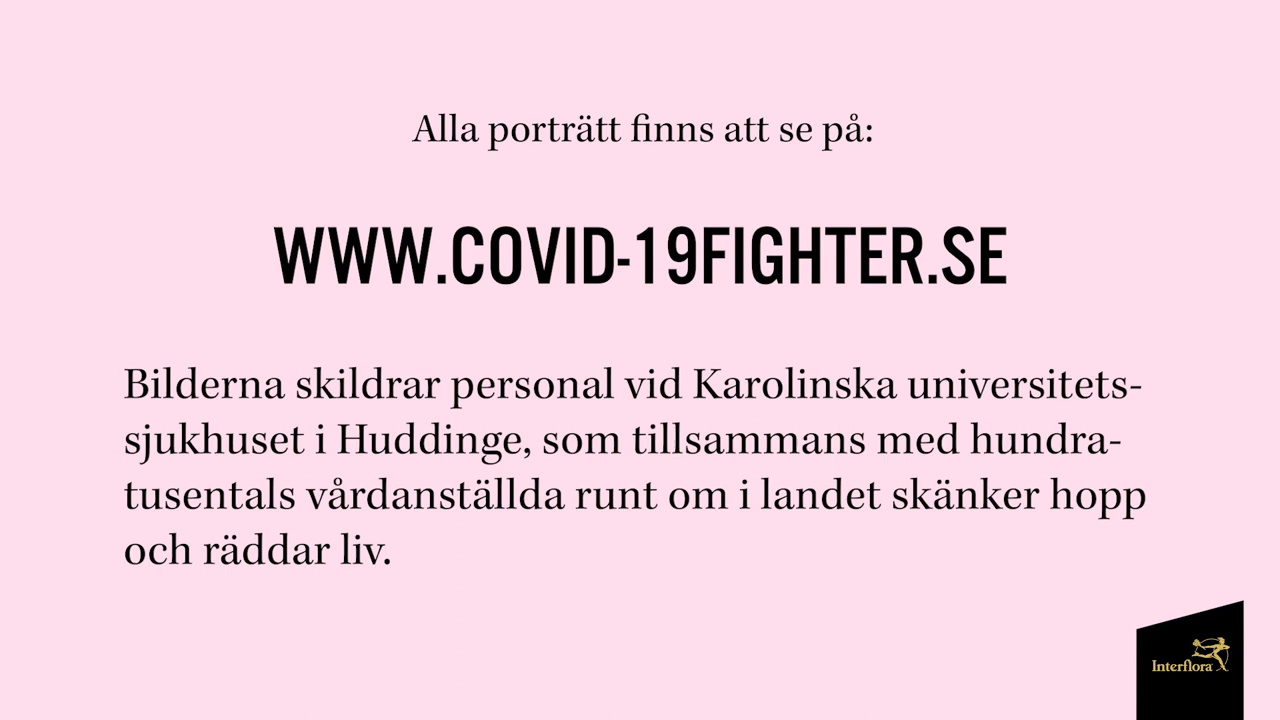 Alla porträtt finns att se på:
WWW.COVID-19FIGHTER.SE
Bilderna skildrar personal vid Karolinska universitets-
sjukhuset i Huddinge, som tillsammans med hundra-
tusentals vårdanställda runt om i landet skänker hopp
och räddar liv.
Interflora